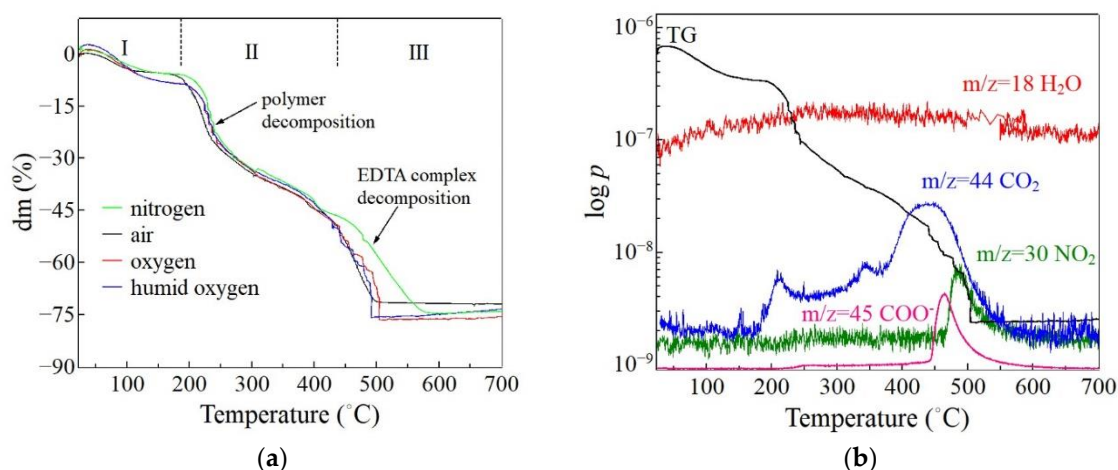 I
II
III
0
−15
−30
−45
−60
−75
−90
dm (%)
polymer
decomposition
EDTA complex
decomposition
nitrogen
air
oxygen
humid oxygen
100 200 300 400 500 600 700
Temperature (°C)
(a)
10⁻⁶
10⁻⁷
10⁻⁸
10⁻⁹
log p
TG
m/z=18 H₂O
m/z=44 CO₂
m/z=30 NO₂
m/z=45 COO⁻
100 200 300 400 500 600 700
Temperature (°C)
(b)